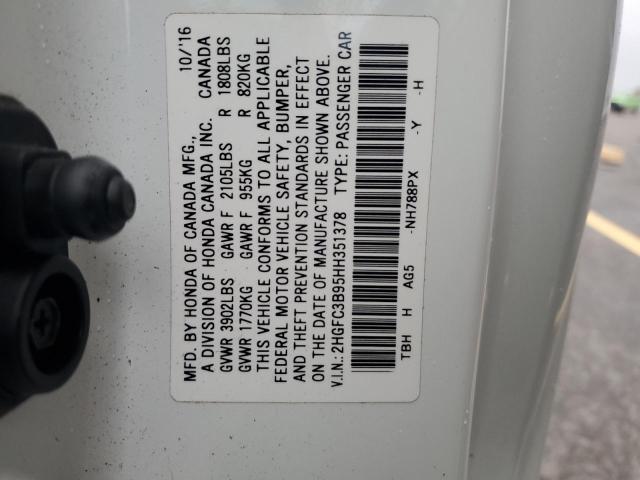 MFD. BY HONDA OF CANADA MFG., 10/'16
A DIVISION OF HONDA CANADA INC. CANADA
GVWR 3902LBS GAWR F 2105LBS R 1808LBS
GVWR 1770KG GAWR F 955KG R 820KG
THIS VEHICLE CONFORMS TO ALL APPLICABLE
FEDERAL MOTOR VEHICLE SAFETY, BUMPER,
AND THEFT PREVENTION STANDARDS IN EFFECT
ON THE DATE OF MANUFACTURE SHOWN ABOVE.
V.I.N.: 2HGFC3B95HH351378 TYPE: PASSENGER CAR
TBH H AG5 -NH788PX -Y -H